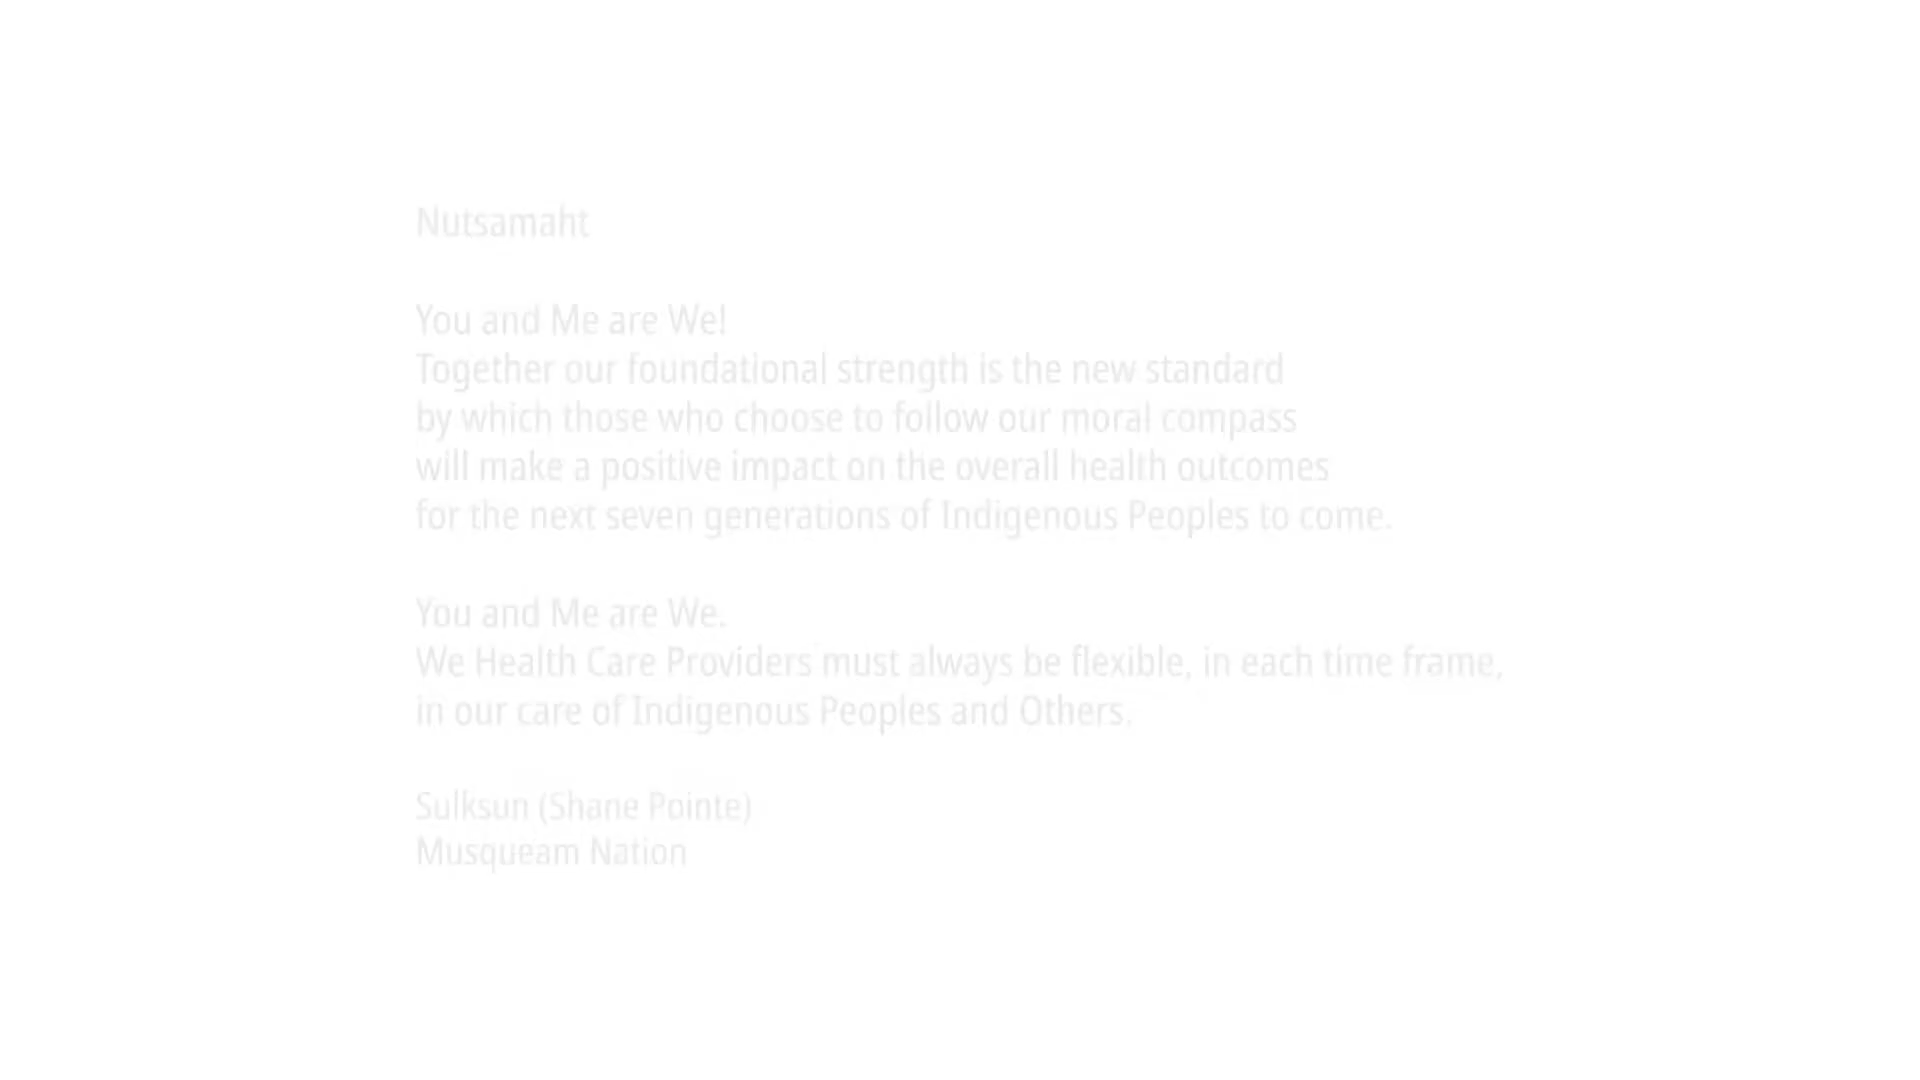 Nutsamaht
You and Me are We!
Together our foundational strength is the new standard
by which those who choose to follow our moral compass
will make a positive impact on the overall health outcomes
for the next seven generations of Indigenous Peoples to come.
You and Me are We.
We Health Care Providers must always be flexible, in each time frame,
in our care of Indigenous Peoples and Others.
Sulksun (Shane Pointe)
Musqueam Nation